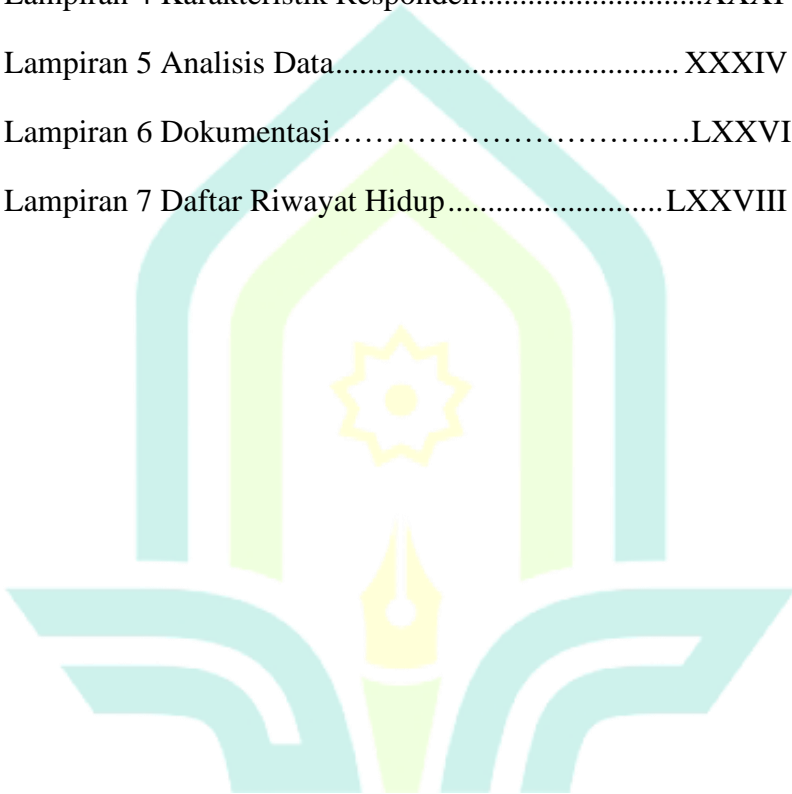 Lampiran 4 Karakteristik Responden............................XXXI
Lampiran 5 Analisis Data....................................... XXXIV
Lampiran 6 Dokumentasi………………………….….LXXVI
Lampiran 7 Daftar Riwayat Hidup.........................LXXVIII